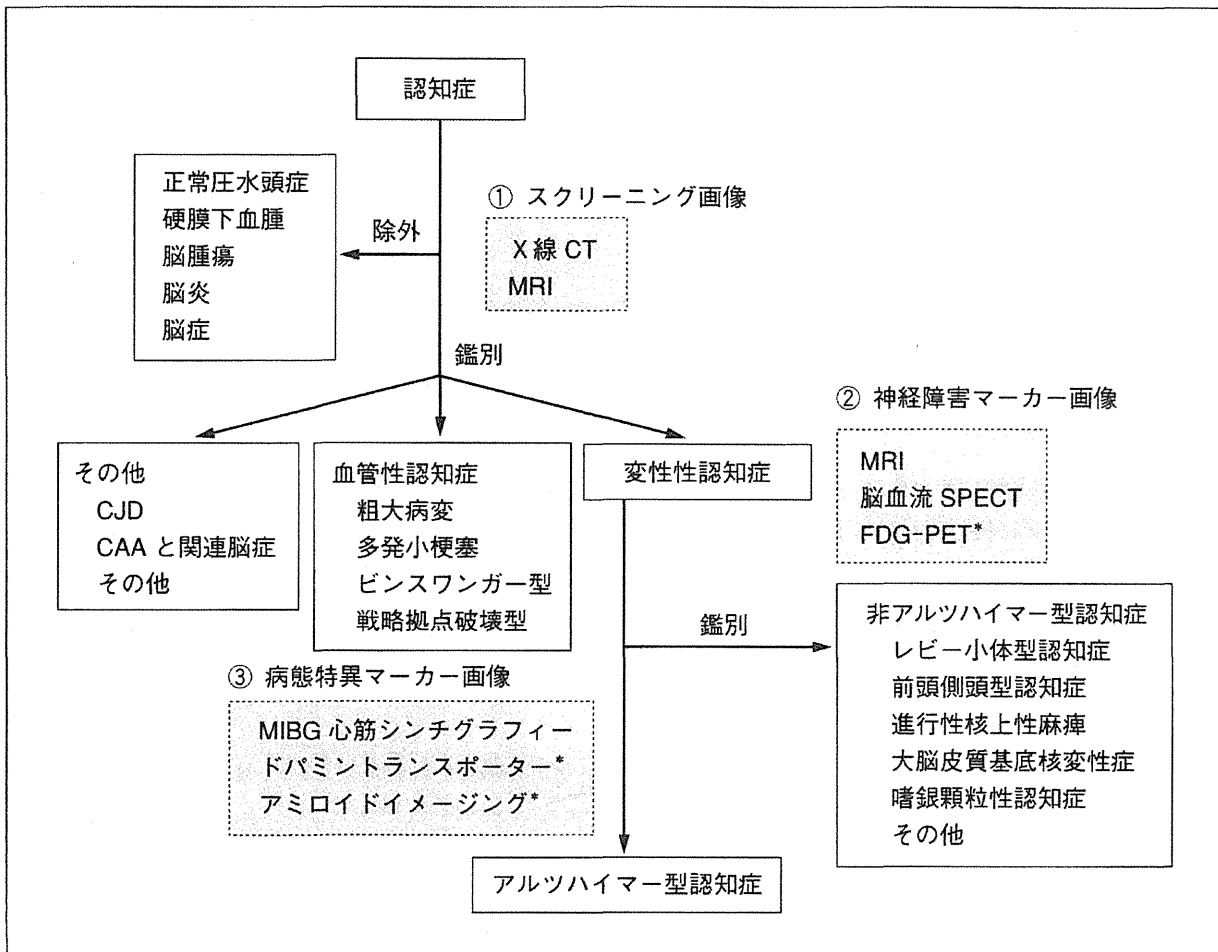 認知症
正常圧水頭症
硬膜下血腫
脳腫瘍
脳炎
脳症
除外
① スクリーニング画像
X線 CT
MRI
鑑別
② 神経障害マーカー画像
MRI
脳血流 SPECT
FDG-PET*
その他
CJD
CAA と関連脳症
その他
血管性認知症
粗大病変
多発小梗塞
ビンスワンガー型
戦略拠点破壊型
変性性認知症
鑑別
非アルツハイマー型認知症
レビー小体型認知症
前頭側頭型認知症
進行性核上性麻痺
大脳皮質基底核変性症
嗜銀顆粒性認知症
その他
③ 病態特異マーカー画像
MIBG 心筋シンチグラフィー
ドパミントランスポーター*
アミロイドイメージング*
アルツハイマー型認知症